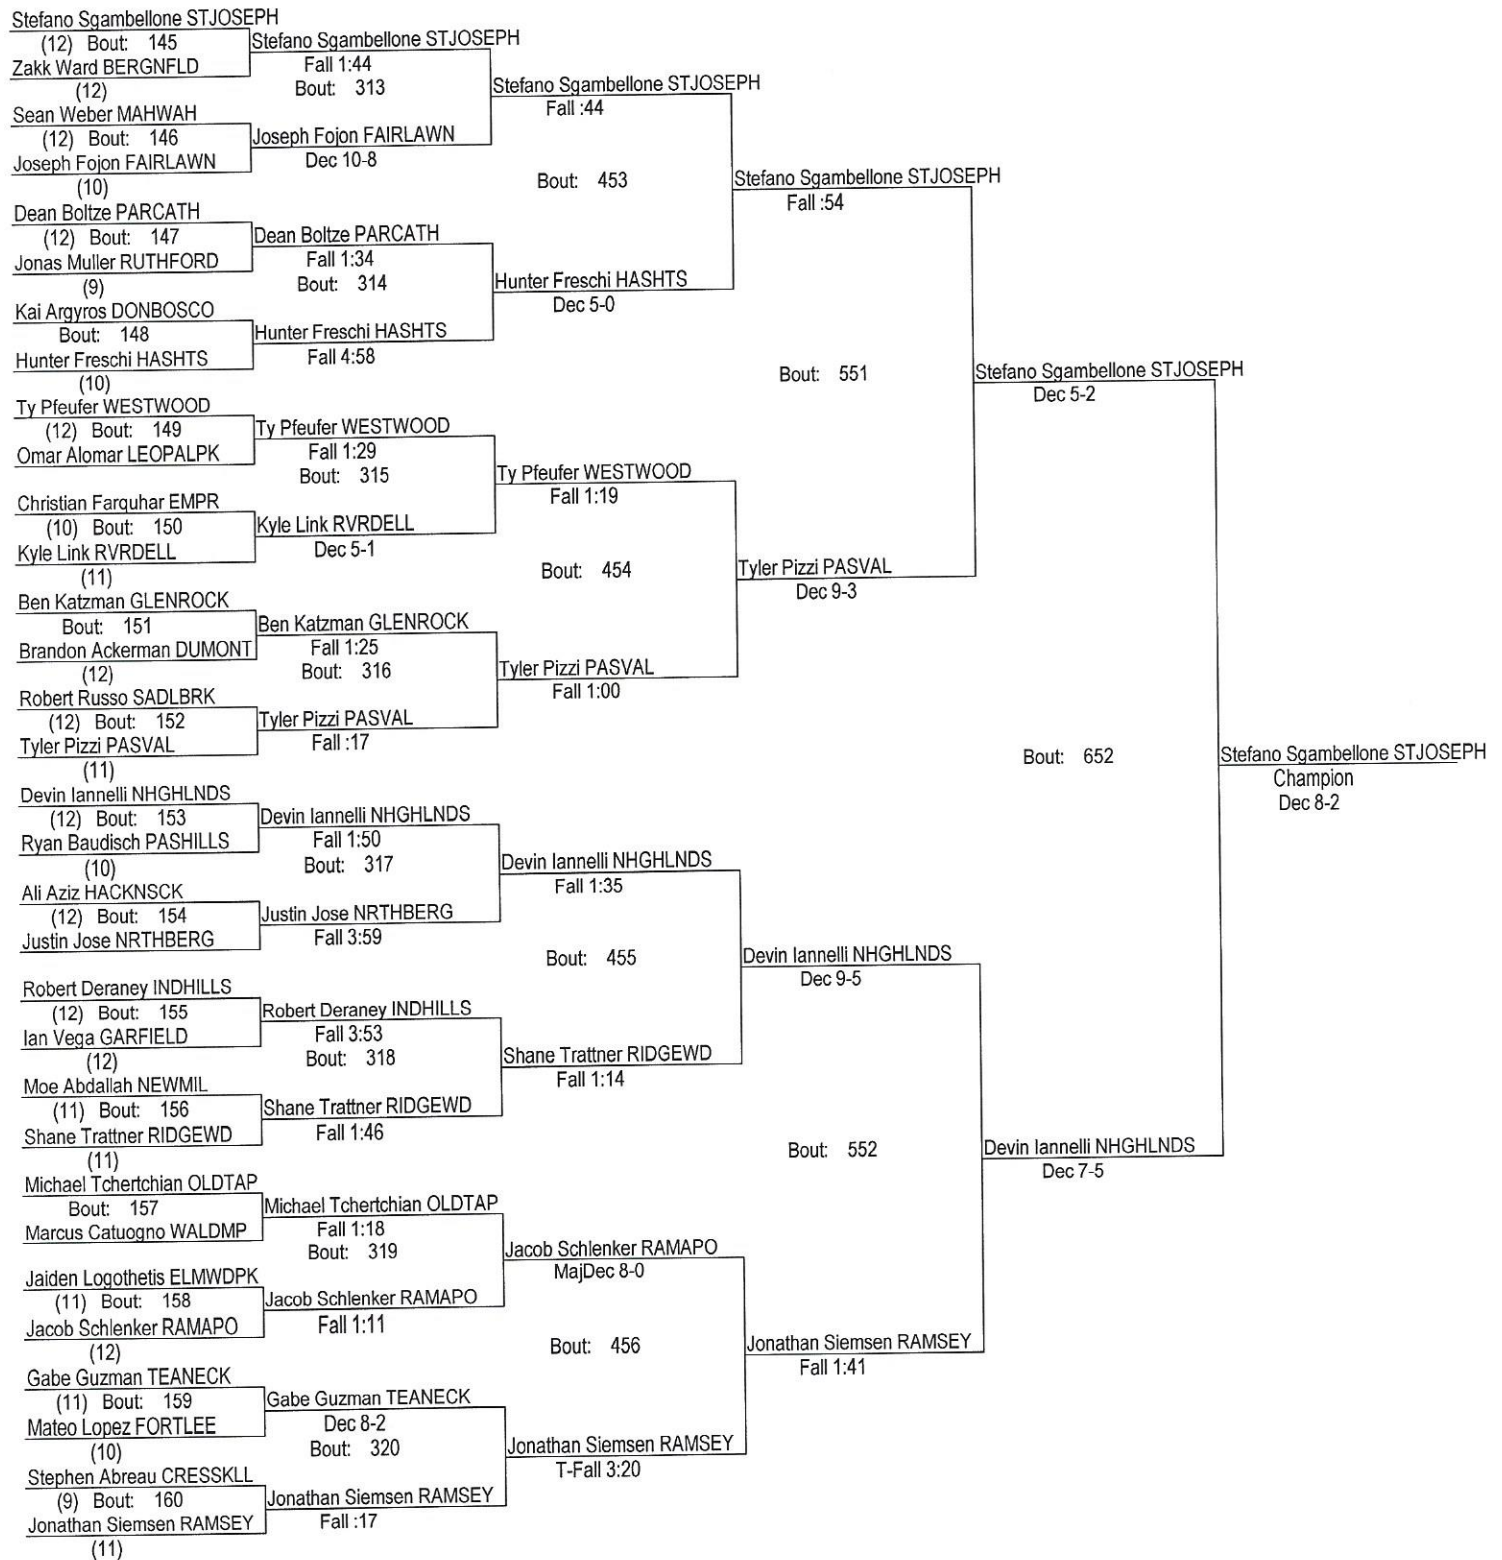 Stefano Sgambellone STJOSEPH
(12) Bout: 145
Zakk Ward BERGNFLD
(12)
Sean Weber MAHWAH
(12) Bout: 146
Joseph Fojon FAIRLAWN
(10)
Dean Boltze PARCATH
(12) Bout: 147
Jonas Muller RUTHFORD
(9)
Kai Argyros DONBOSCO
Bout: 148
Hunter Freschi HASHTS
(10)
Ty Pfeufer WESTWOOD
(12) Bout: 149
Omar Alomar LEOPALPK
Christian Farquhar EMPR
(10) Bout: 150
Kyle Link RVRDELL
(11)
Ben Katzman GLENROCK
Bout: 151
Brandon Ackerman DUMONT
(12)
Robert Russo SADLBRK
(12) Bout: 152
Tyler Pizzi PASVAL
(11)
Devin Iannelli NHGHLNDS
(12) Bout: 153
Ryan Baudisch PASHILLS
(10)
Ali Aziz HACKNSCK
(12) Bout: 154
Justin Jose NRTHBERG
Robert Deraney INDHILLS
(12) Bout: 155
Ian Vega GARFIELD
(12)
Moe Abdallah NEWMIL
(11) Bout: 156
Shane Trattner RIDGEWD
(11)
Michael Tchertchian OLDTAP
Bout: 157
Marcus Catuogno WALDMP
Jaiden Logothetis ELMWDPK
(11) Bout: 158
Jacob Schlenker RAMAPO
(12)
Gabe Guzman TEANECK
(11) Bout: 159
Mateo Lopez FORTLEE
(10)
Stephen Abreau CRESSKLL
(9) Bout: 160
Jonathan Siemsen RAMSEY
(11)
Stefano Sgambellone STJOSEPH
Fall 1:44
Bout: 313
Joseph Fojon FAIRLAWN
Dec 10-8
Dean Boltze PARCATH
Fall 1:34
Bout: 314
Hunter Freschi HASHTS
Fall 4:58
Ty Pfeufer WESTWOOD
Fall 1:29
Bout: 315
Kyle Link RVRDELL
Dec 5-1
Ben Katzman GLENROCK
Fall 1:25
Bout: 316
Tyler Pizzi PASVAL
Fall :17
Devin Iannelli NHGHLNDS
Fall 1:50
Bout: 317
Justin Jose NRTHBERG
Fall 3:59
Robert Deraney INDHILLS
Fall 3:53
Bout: 318
Shane Trattner RIDGEWD
Fall 1:46
Michael Tchertchian OLDTAP
Fall 1:18
Bout: 319
Jacob Schlenker RAMAPO
Fall 1:11
Gabe Guzman TEANECK
Dec 8-2
Bout: 320
Jonathan Siemsen RAMSEY
Fall :17
Stefano Sgambellone STJOSEPH
Fall :44
Bout: 453
Hunter Freschi HASHTS
Dec 5-0
Ty Pfeufer WESTWOOD
Fall 1:19
Bout: 454
Tyler Pizzi PASVAL
Fall 1:00
Devin Iannelli NHGHLNDS
Fall 1:35
Bout: 455
Shane Trattner RIDGEWD
Fall 1:14
Jacob Schlenker RAMAPO
MajDec 8-0
Bout: 456
Jonathan Siemsen RAMSEY
T-Fall 3:20
Stefano Sgambellone STJOSEPH
Fall :54
Bout: 551
Tyler Pizzi PASVAL
Dec 9-3
Devin Iannelli NHGHLNDS
Dec 9-5
Bout: 552
Jonathan Siemsen RAMSEY
Fall 1:41
Stefano Sgambellone STJOSEPH
Dec 5-2
Bout: 652
Devin Iannelli NHGHLNDS
Dec 7-5
Stefano Sgambellone STJOSEPH
Champion
Dec 8-2